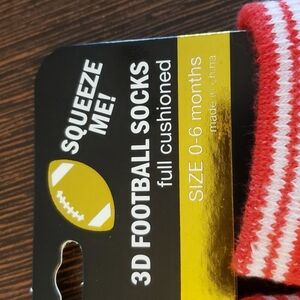 SQUEEZE
ME!
3D FOOTBALL SOCKS
full cushioned
SIZE 0-6 months
made in china